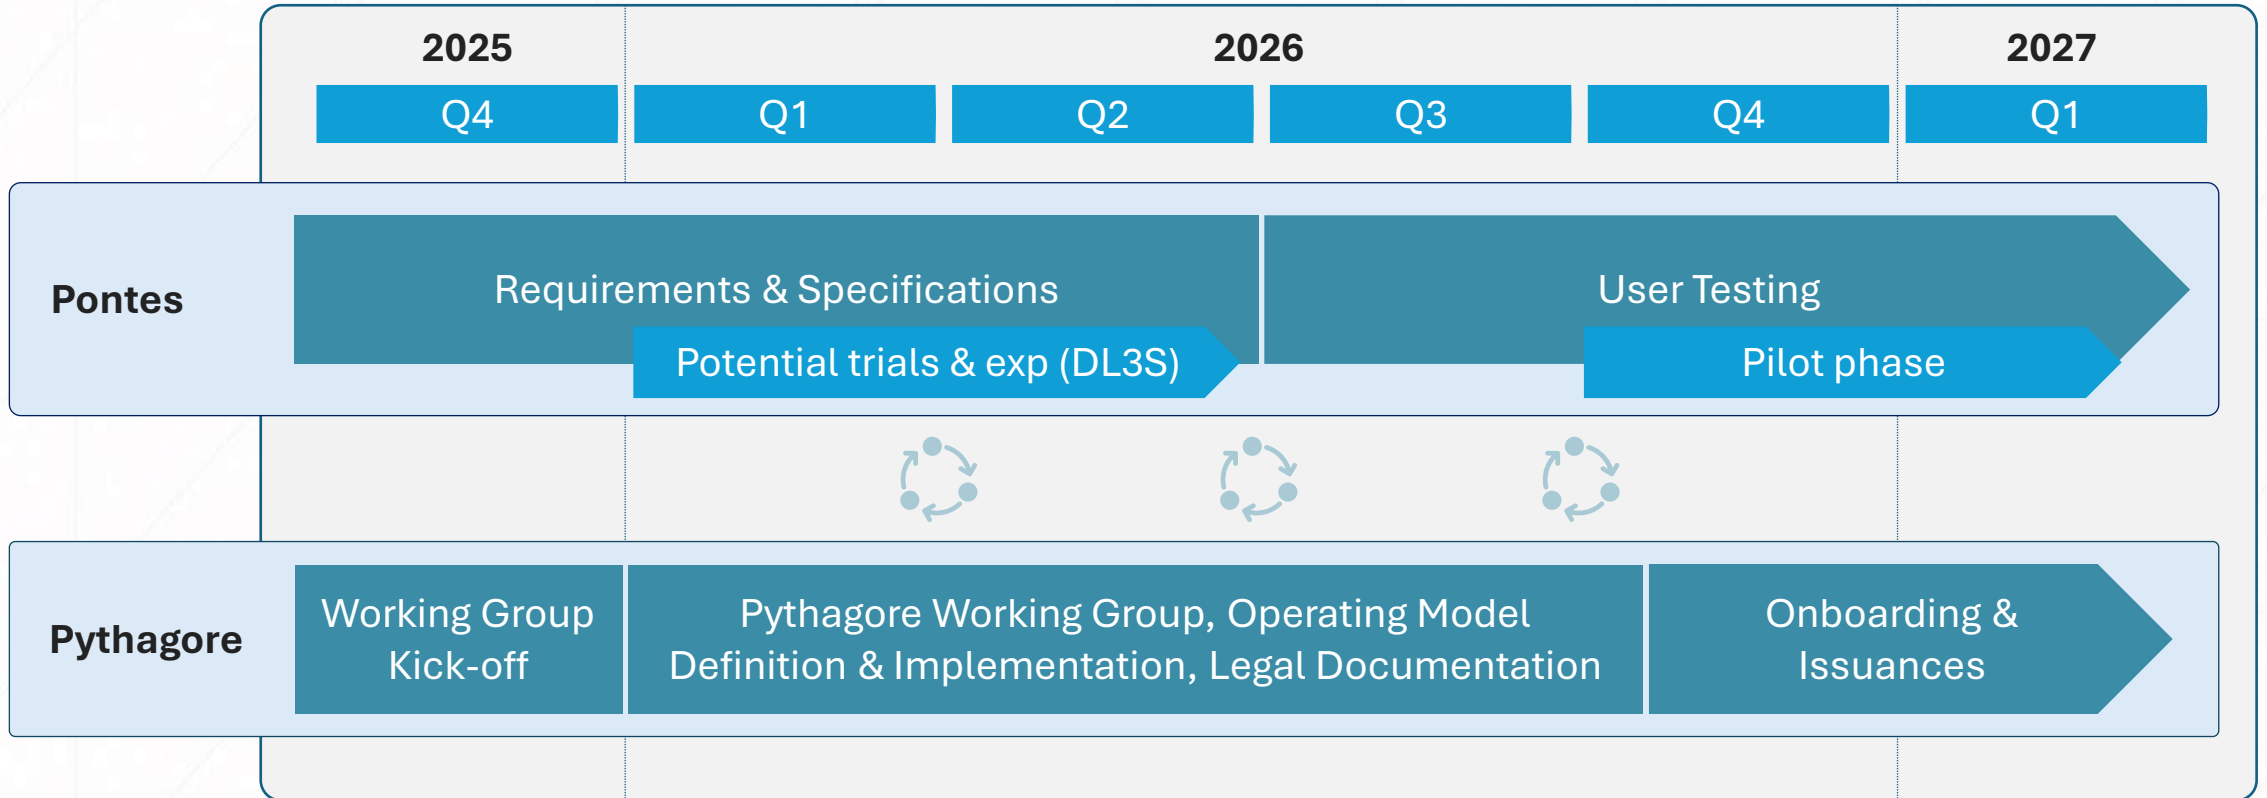 2025
2026
2027
Q4
Q1
Q2
Q3
Q4
Q1
Pontes
Requirements & Specifications
User Testing
Potential trials & exp (DL3S)
Pilot phase
Pythagore
Working Group
Kick-off
Pythagore Working Group, Operating Model
Definition & Implementation, Legal Documentation
Onboarding &
Issuances